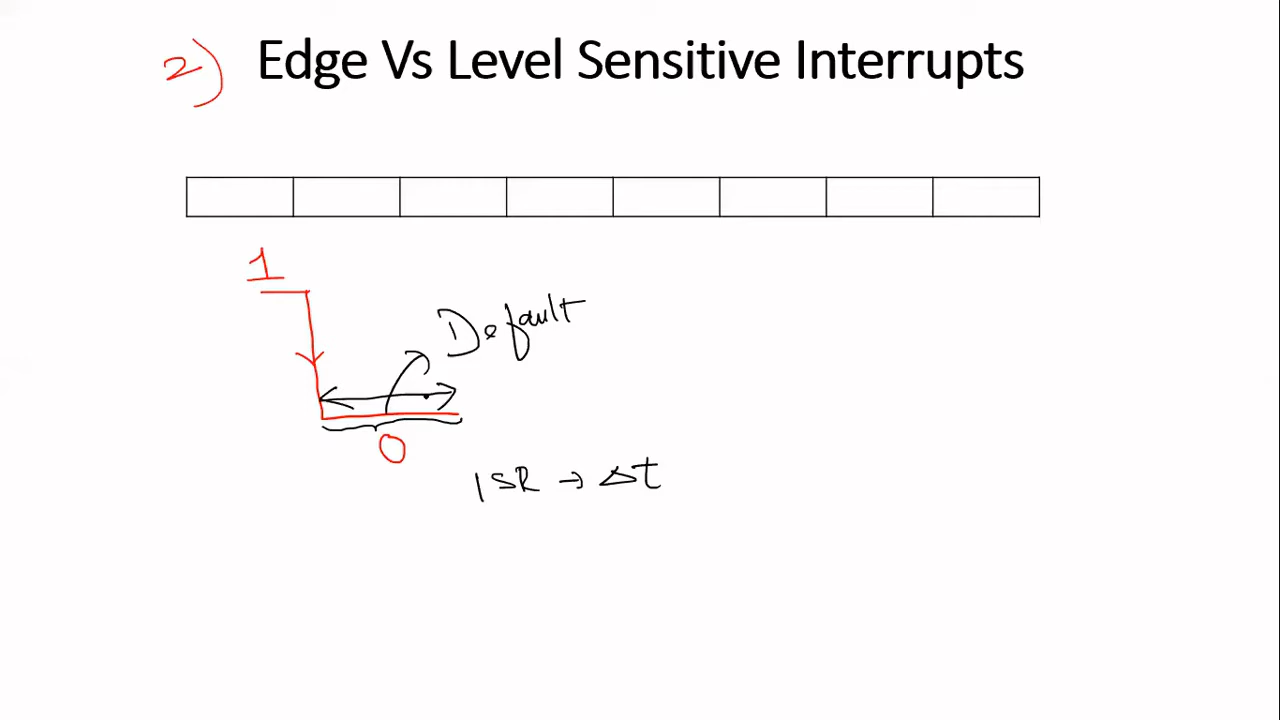 2) Edge Vs Level Sensitive Interrupts
1
Default
0
ISR → Δt